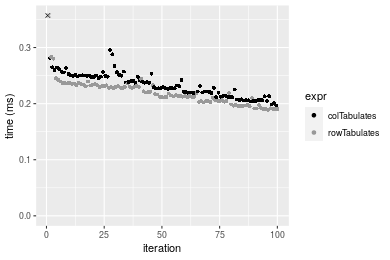 0.3
0.2
0.1
0.0
time (ms)
0
25
50
75
100
iteration
expr
colTabulates
rowTabulates